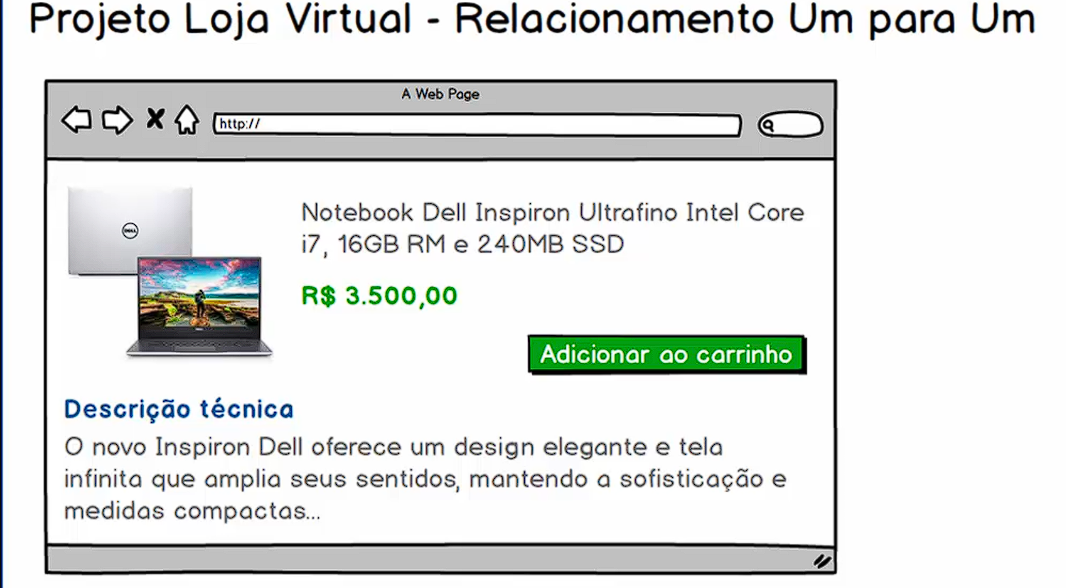 Projeto Loja Virtual - Relacionamento Um para Um
A Web Page
http://
DELL
Notebook Dell Inspiron Ultrafino Intel Core
i7, 16GB RM e 240MB SSD
R$ 3.500,00
Adicionar ao carrinho
Descrição técnica
O novo Inspiron Dell oferece um design elegante e tela
infinita que amplia seus sentidos, mantendo a sofisticação e
medidas compactas...